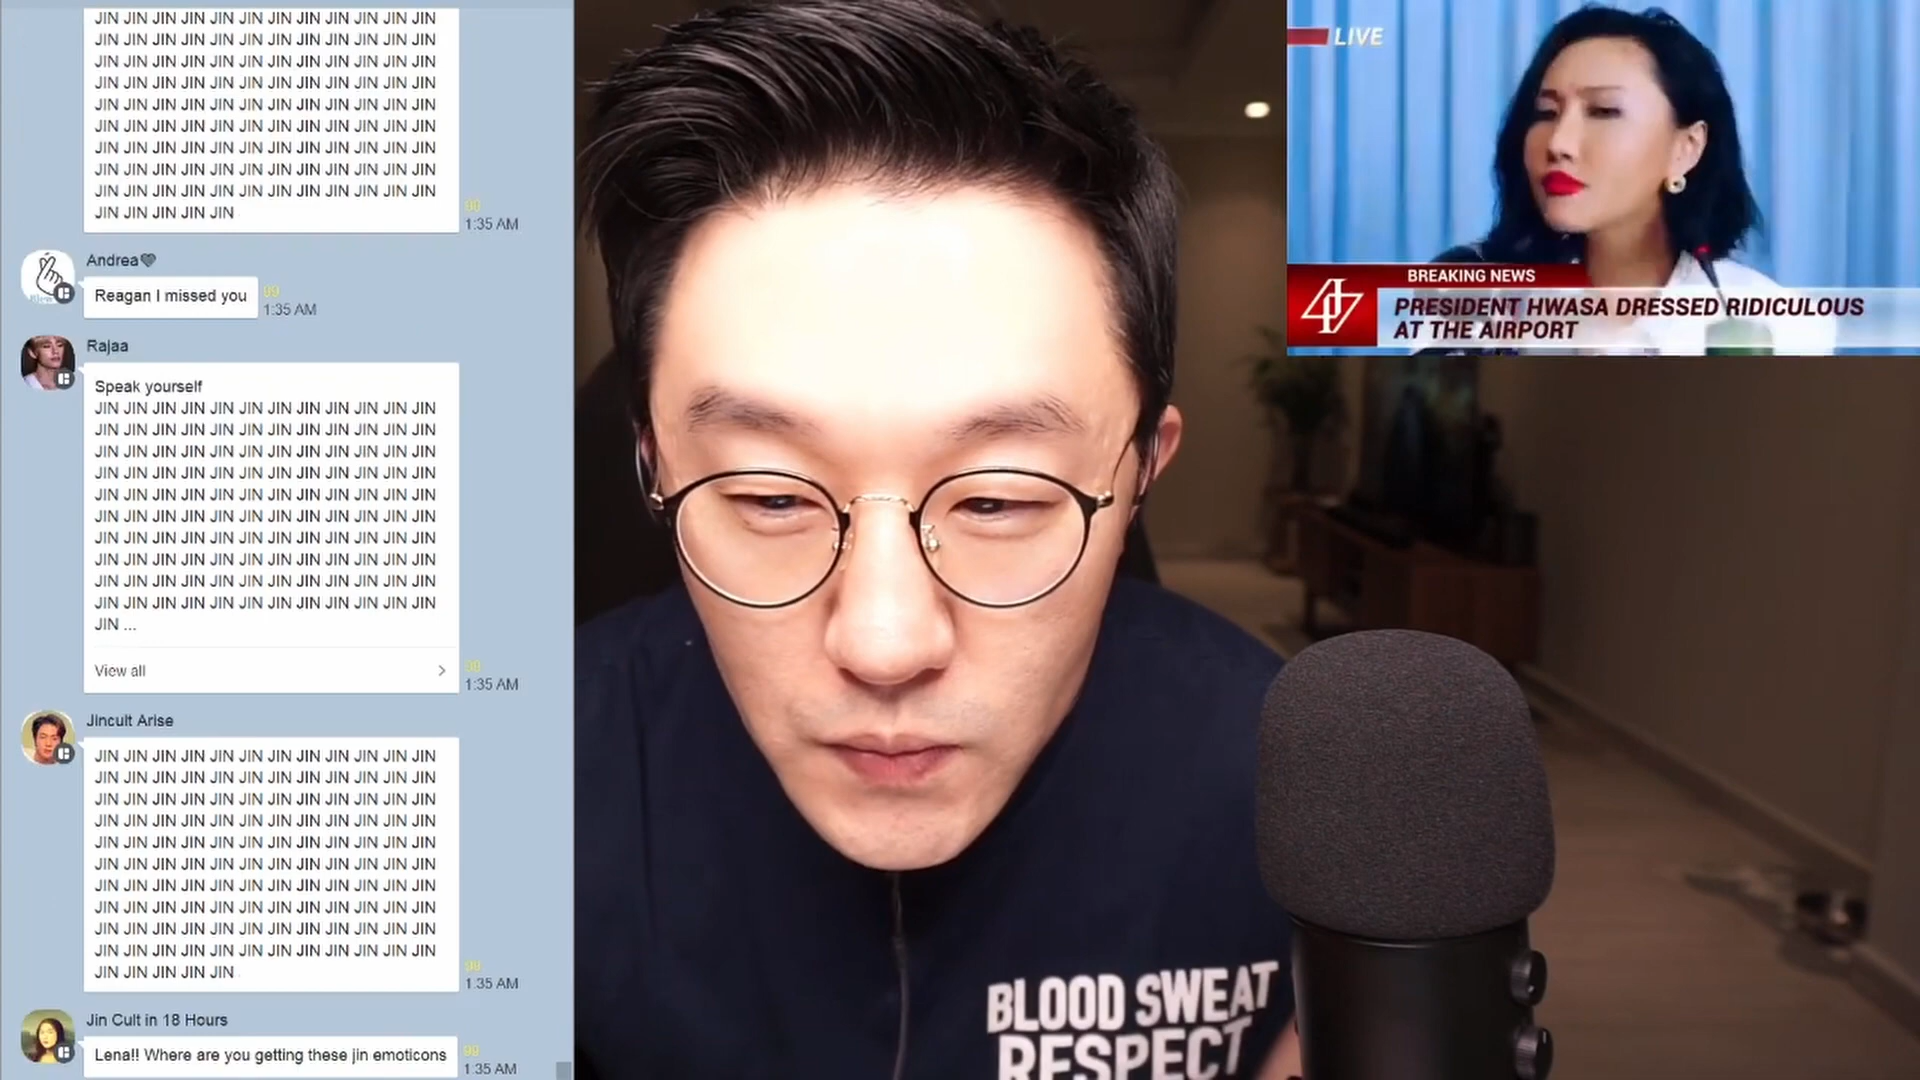 JIN JIN JIN JIN JIN JIN JIN JIN JIN JIN JIN JIN
JIN JIN JIN JIN JIN JIN JIN JIN JIN JIN JIN JIN
JIN JIN JIN JIN JIN JIN JIN JIN JIN JIN JIN JIN
JIN JIN JIN JIN JIN JIN JIN JIN JIN JIN JIN JIN
JIN JIN JIN JIN JIN JIN JIN JIN JIN JIN JIN JIN
JIN JIN JIN JIN JIN JIN JIN JIN JIN JIN JIN JIN
JIN JIN JIN JIN JIN JIN JIN JIN JIN JIN JIN JIN
JIN JIN JIN JIN JIN JIN JIN JIN JIN JIN JIN JIN
JIN JIN JIN JIN JIN JIN JIN JIN JIN JIN JIN JIN
JIN JIN JIN JIN JIN
99
1:35 AM
Andrea
Reagan I missed you
99
1:35 AM
Rajaa
Speak yourself
JIN JIN JIN JIN JIN JIN JIN JIN JIN JIN JIN JIN
JIN JIN JIN JIN JIN JIN JIN JIN JIN JIN JIN JIN
JIN JIN JIN JIN JIN JIN JIN JIN JIN JIN JIN JIN
JIN JIN JIN JIN JIN JIN JIN JIN JIN JIN JIN JIN
JIN JIN JIN JIN JIN JIN JIN JIN JIN JIN JIN JIN
JIN JIN JIN JIN JIN JIN JIN JIN JIN JIN JIN JIN
JIN JIN JIN JIN JIN JIN JIN JIN JIN JIN JIN JIN
JIN JIN JIN JIN JIN JIN JIN JIN JIN JIN JIN JIN
JIN JIN JIN JIN JIN JIN JIN JIN JIN JIN JIN JIN
JIN JIN JIN JIN JIN JIN JIN JIN JIN JIN JIN JIN
JIN ...
View all
99
1:35 AM
Jincult Arise
JIN JIN JIN JIN JIN JIN JIN JIN JIN JIN JIN JIN
JIN JIN JIN JIN JIN JIN JIN JIN JIN JIN JIN JIN
JIN JIN JIN JIN JIN JIN JIN JIN JIN JIN JIN JIN
JIN JIN JIN JIN JIN JIN JIN JIN JIN JIN JIN JIN
JIN JIN JIN JIN JIN JIN JIN JIN JIN JIN JIN JIN
JIN JIN JIN JIN JIN JIN JIN JIN JIN JIN JIN JIN
JIN JIN JIN JIN JIN JIN JIN JIN JIN JIN JIN JIN
JIN JIN JIN JIN JIN JIN JIN JIN JIN JIN JIN JIN
JIN JIN JIN JIN JIN JIN JIN JIN JIN JIN JIN JIN
JIN JIN JIN JIN JIN JIN JIN JIN JIN JIN JIN JIN
JIN JIN JIN JIN JIN
99
1:35 AM
Jin Cult in 18 Hours
Lena!! Where are you getting these jin emoticons
99
1:35 AM
LIVE
BREAKING NEWS
PRESIDENT HWASA DRESSED RIDICULOUS
AT THE AIRPORT
BLOOD SWEAT
RESPECT